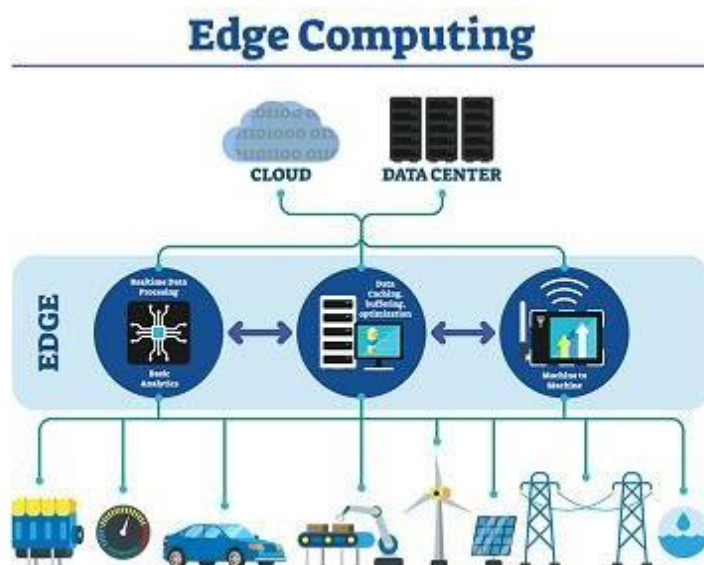 Edge Computing
CLOUD
DATA CENTER
EDGE
Realtime Data
Processing
Basic
Analytics
Data
Caching,
buffering,
optimization
Machine to
Machine